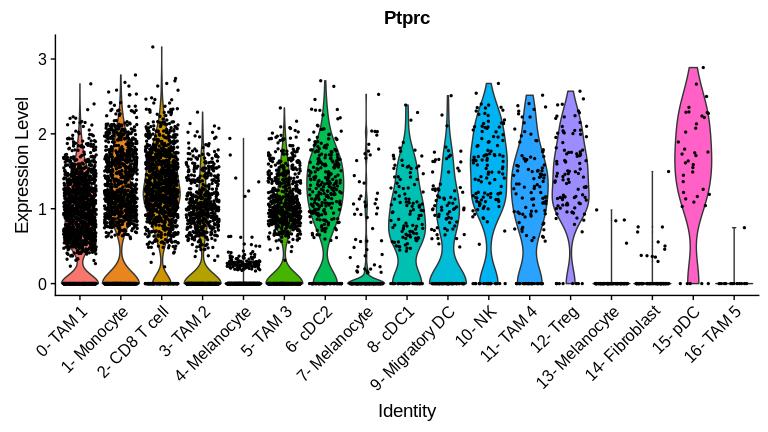 Ptprc
Expression Level
3
2
1
0
0- TAM 1
1- Monocyte
2- CD8 T cell
3- TAM 2
4- Melanocyte
5- TAM 3
6- cDC2
7- Melanocyte
8- cDC1
9- Migratory DC
10- NK
11- TAM 4
12- Treg
13- Melanocyte
14- Fibroblast
15- pDC
16- TAM 5
Identity